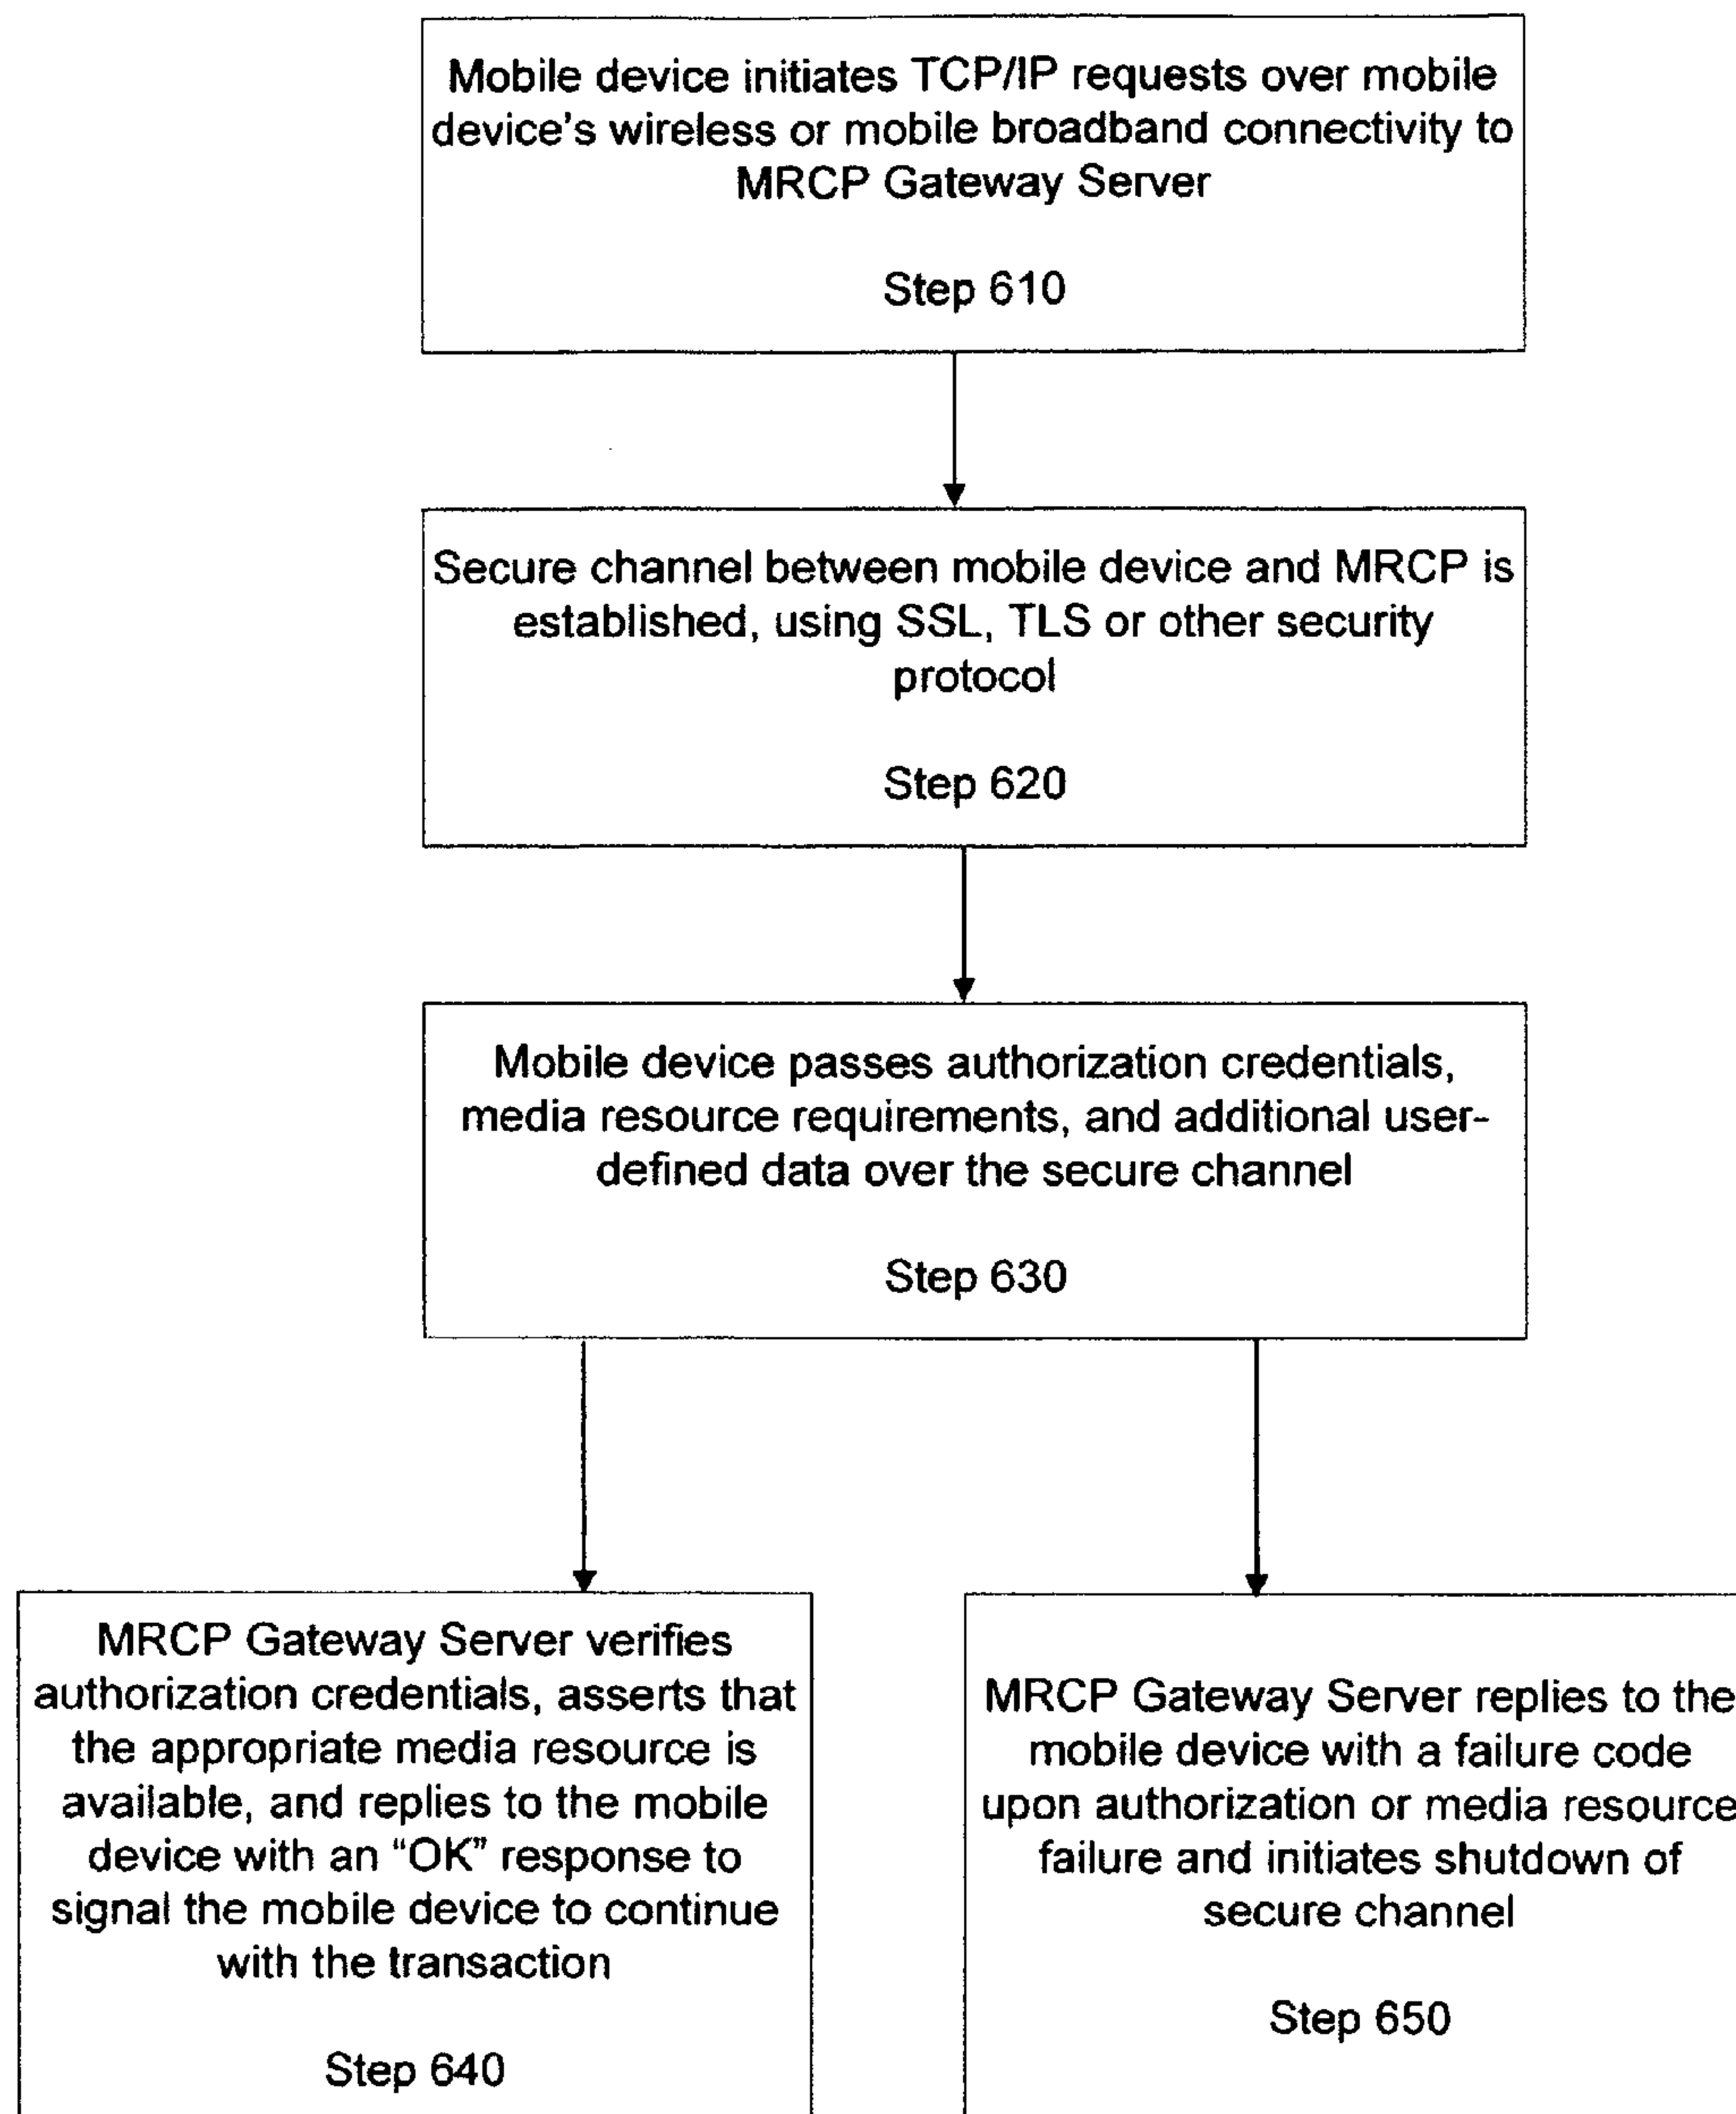 Mobile device initiates TCP/IP requests over mobile
device's wireless or mobile broadband connectivity to
MRCP Gateway Server
Step 610
Secure channel between mobile device and MRCP is
established, using SSL, TLS or other security
protocol
Step 620
Mobile device passes authorization credentials,
media resource requirements, and additional user-
defined data over the secure channel
Step 630
MRCP Gateway Server verifies
authorization credentials, asserts that
the appropriate media resource is
available, and replies to the mobile
device with an “OK” response to
signal the mobile device to continue
with the transaction
Step 640
MRCP Gateway Server replies to the
mobile device with a failure code
upon authorization or media resource
failure and initiates shutdown of
secure channel
Step 650